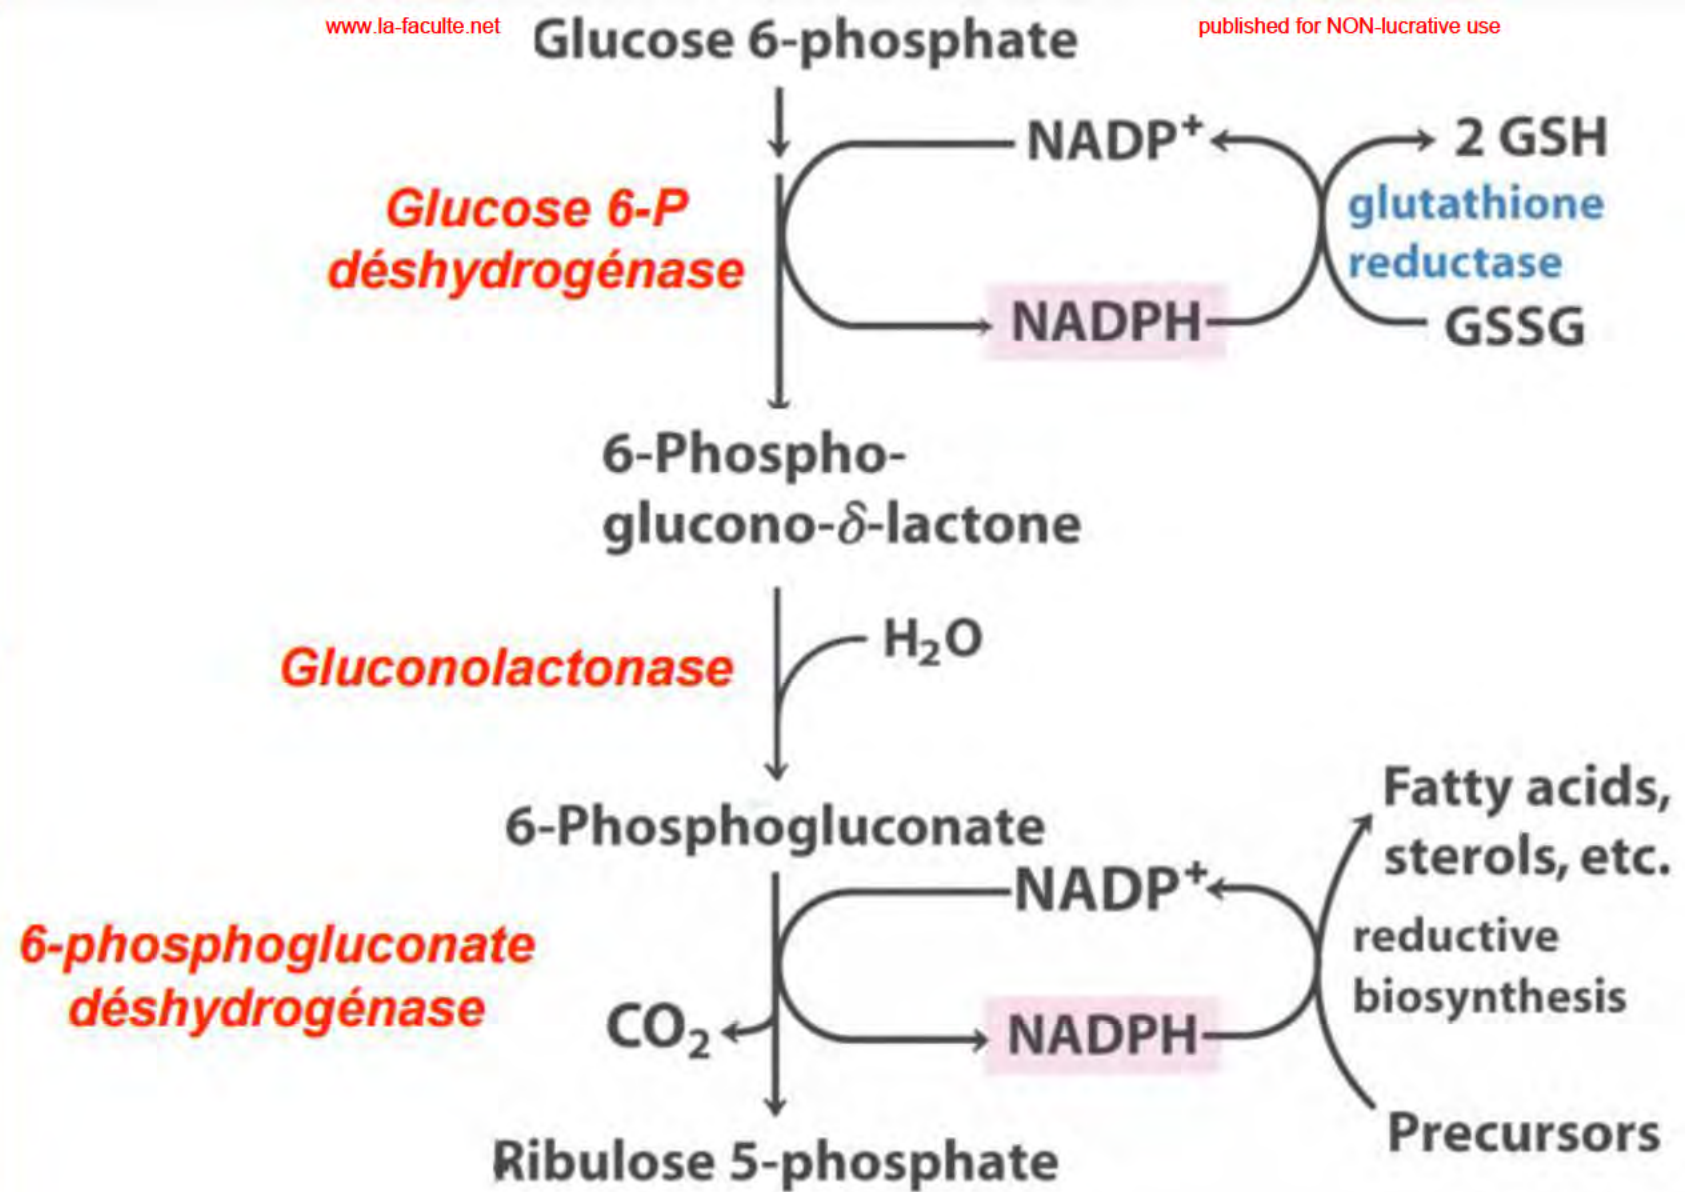 www.la-faculte.net
published for NON-lucrative use
Glucose 6-phosphate
NADP⁺
2 GSH
Glucose 6-P
déshydrogénase
glutathione
reductase
NADPH
GSSG
6-Phospho-
glucono-δ-lactone
H₂O
Gluconolactonase
6-Phosphogluconate
Fatty acids,
sterols, etc.
NADP⁺
6-phosphogluconate
déshydrogénase
reductive
biosynthesis
CO₂
NADPH
Precursors
Ribulose 5-phosphate